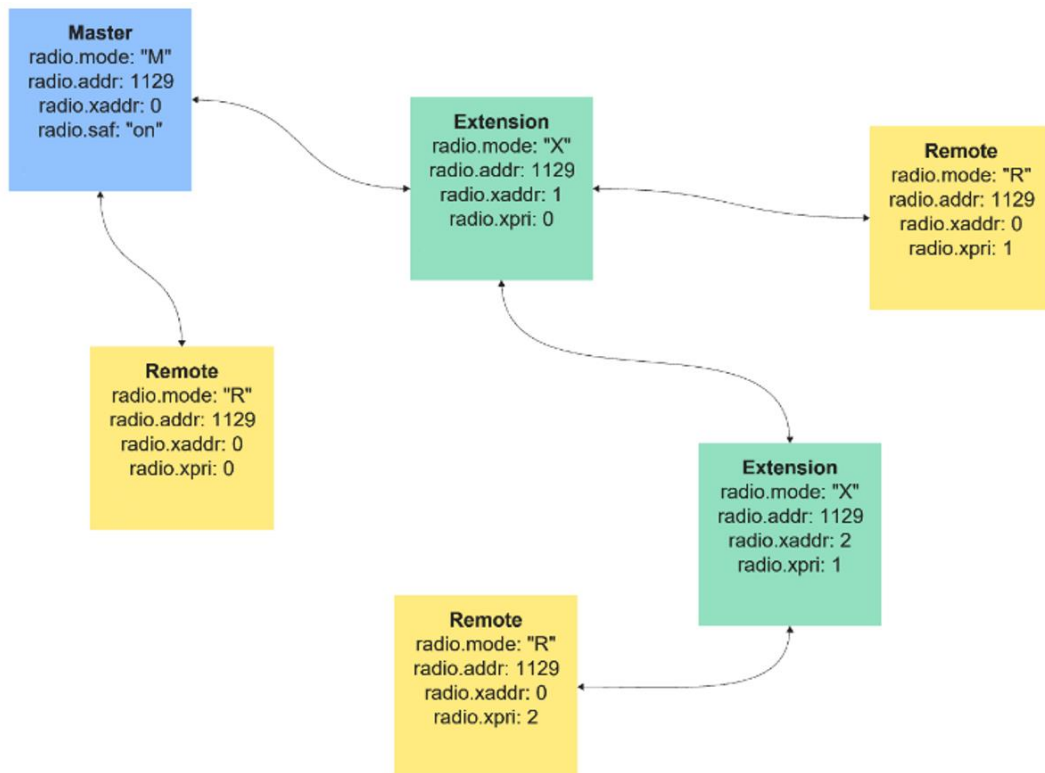 Master
radio.mode: "M"
radio.addr: 1129
radio.xaddr: 0
radio.saf: "on"
Extension
radio.mode: "X"
radio.addr: 1129
radio.xaddr: 1
radio.xpri: 0
Remote
radio.mode: "R"
radio.addr: 1129
radio.xaddr: 0
radio.xpri: 1
Remote
radio.mode: "R"
radio.addr: 1129
radio.xaddr: 0
radio.xpri: 0
Extension
radio.mode: "X"
radio.addr: 1129
radio.xaddr: 2
radio.xpri: 1
Remote
radio.mode: "R"
radio.addr: 1129
radio.xaddr: 0
radio.xpri: 2